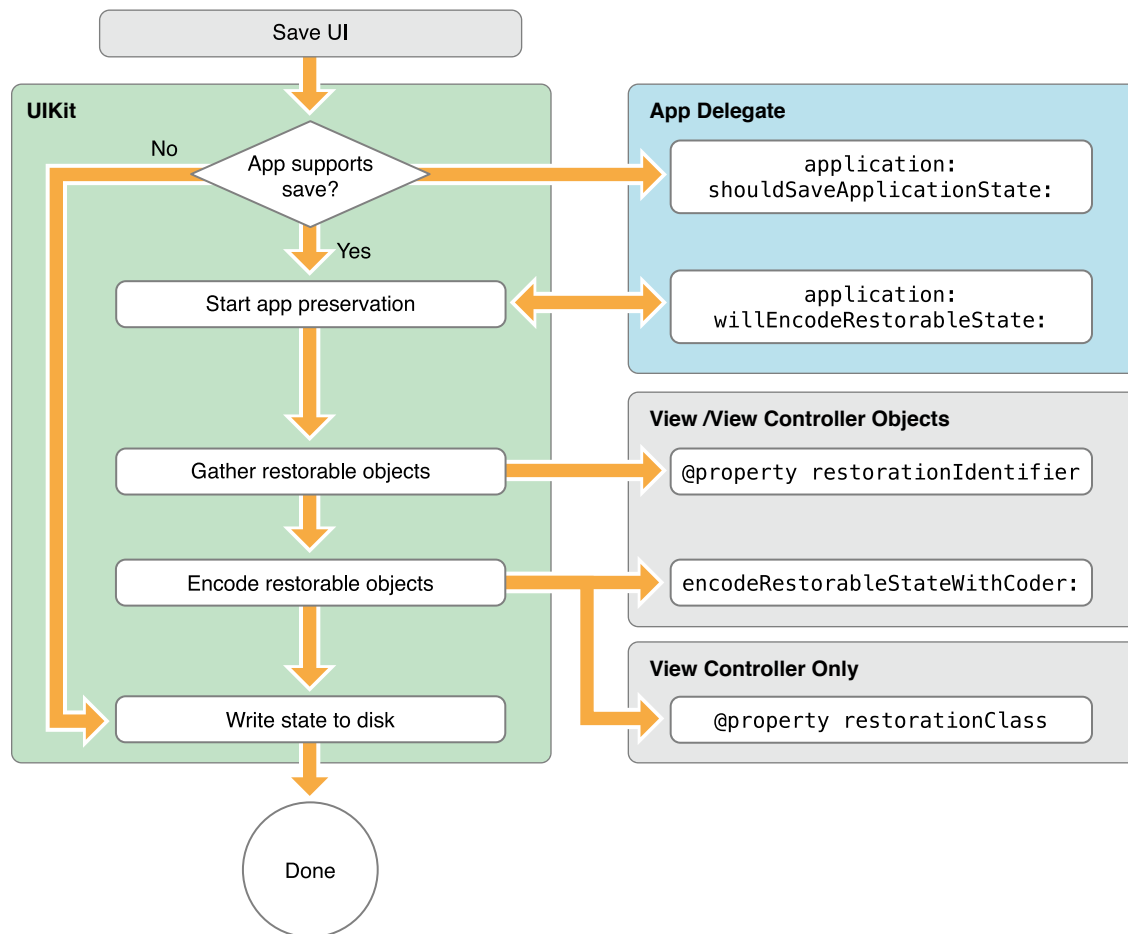 Save UI
UIKit
No
App supports
save?
Yes
Start app preservation
Gather restorable objects
Encode restorable objects
Write state to disk
Done
App Delegate
application:
shouldSaveApplicationState:
application:
willEncodeRestorableState:
View /View Controller Objects
@property restorationIdentifier
encodeRestorableStateWithCoder:
View Controller Only
@property restorationClass